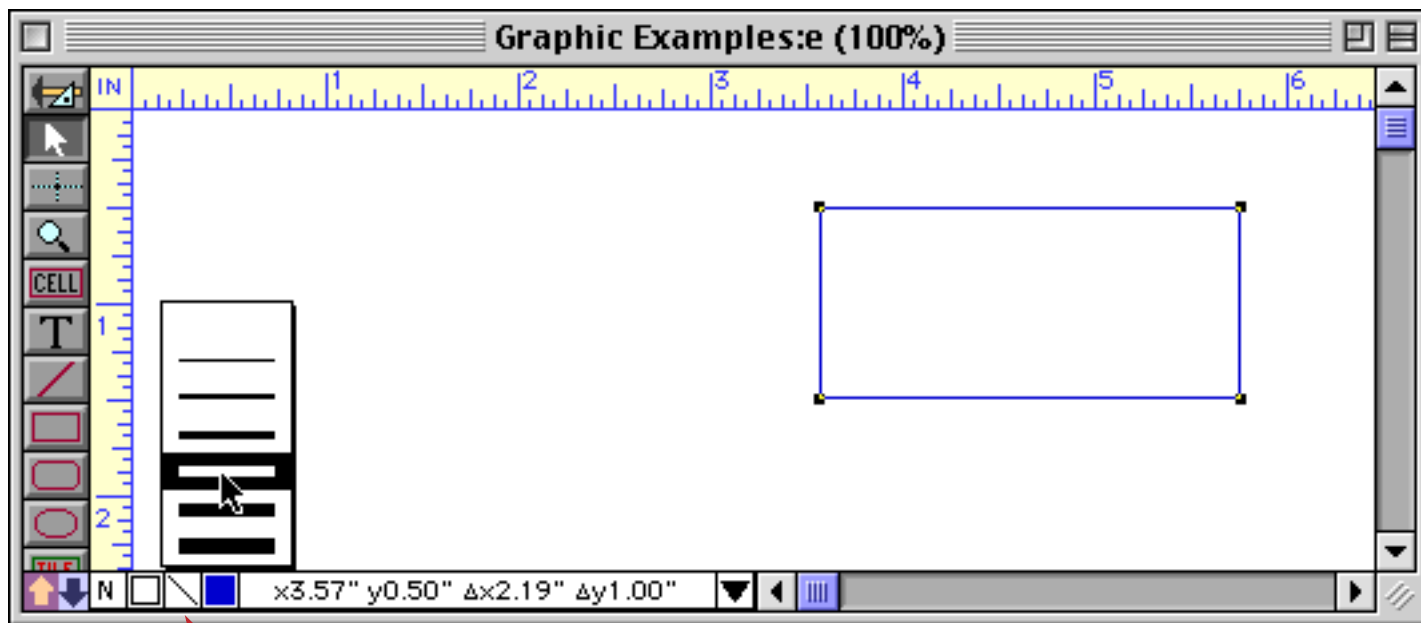 Graphic Examples:e (100%)
IN 1 2 3 4 5 6
CELL
T
1
2
TILE
N x3.57" y0.50" Δx2.19" Δy1.00"